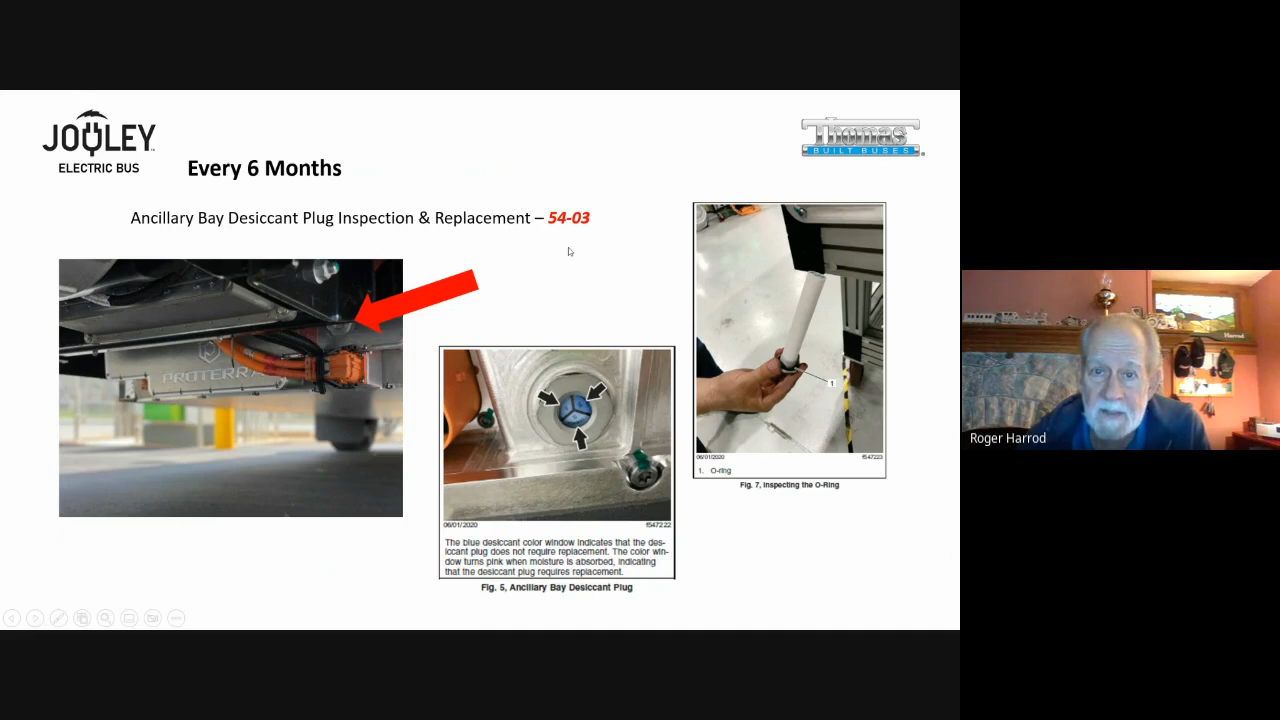 JOULEY
ELECTRIC BUS
Every 6 Months
Thomas
BUILT BUSES
Ancillary Bay Desiccant Plug Inspection & Replacement – 54-03
PROTERRA
06/01/2020 f547222
The blue desiccant color window indicates that the des-
iccant plug does not require replacement. The color win-
dow turns pink when moisture is absorbed, indicating
that the desiccant plug requires replacement.
Fig. 5, Ancillary Bay Desiccant Plug
1
06/01/2020 f547223
1. O-ring
Fig. 7, Inspecting the O-Ring
Harrod
Roger Harrod